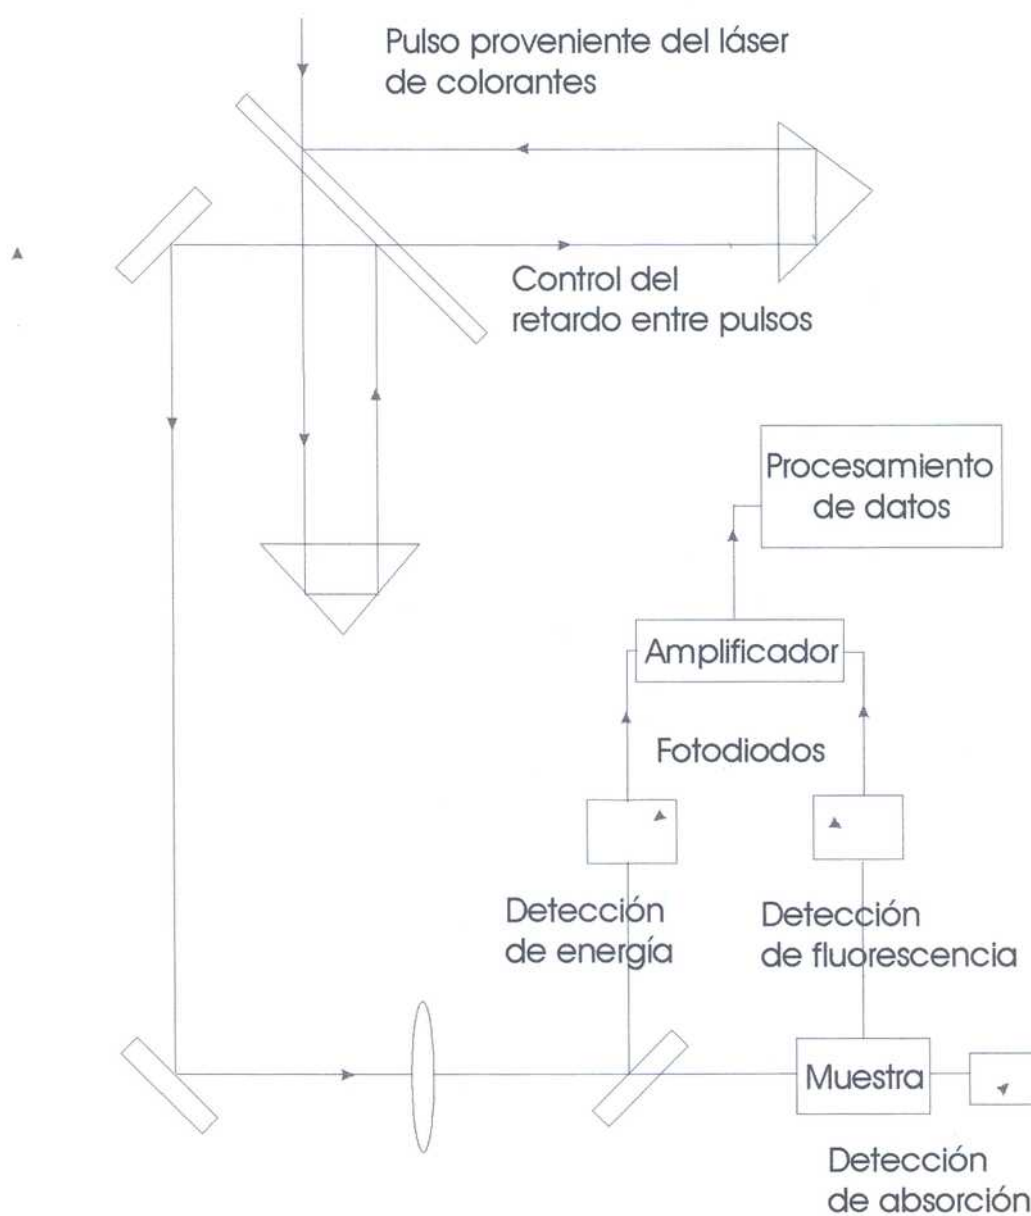 Pulso proveniente del láser
de colorantes
Control del
retardo entre pulsos
Procesamiento
de datos
Amplificador
Fotodiodos
Detección
de energía
Detección
de fluorescencia
Muestra
Detección
de absorción